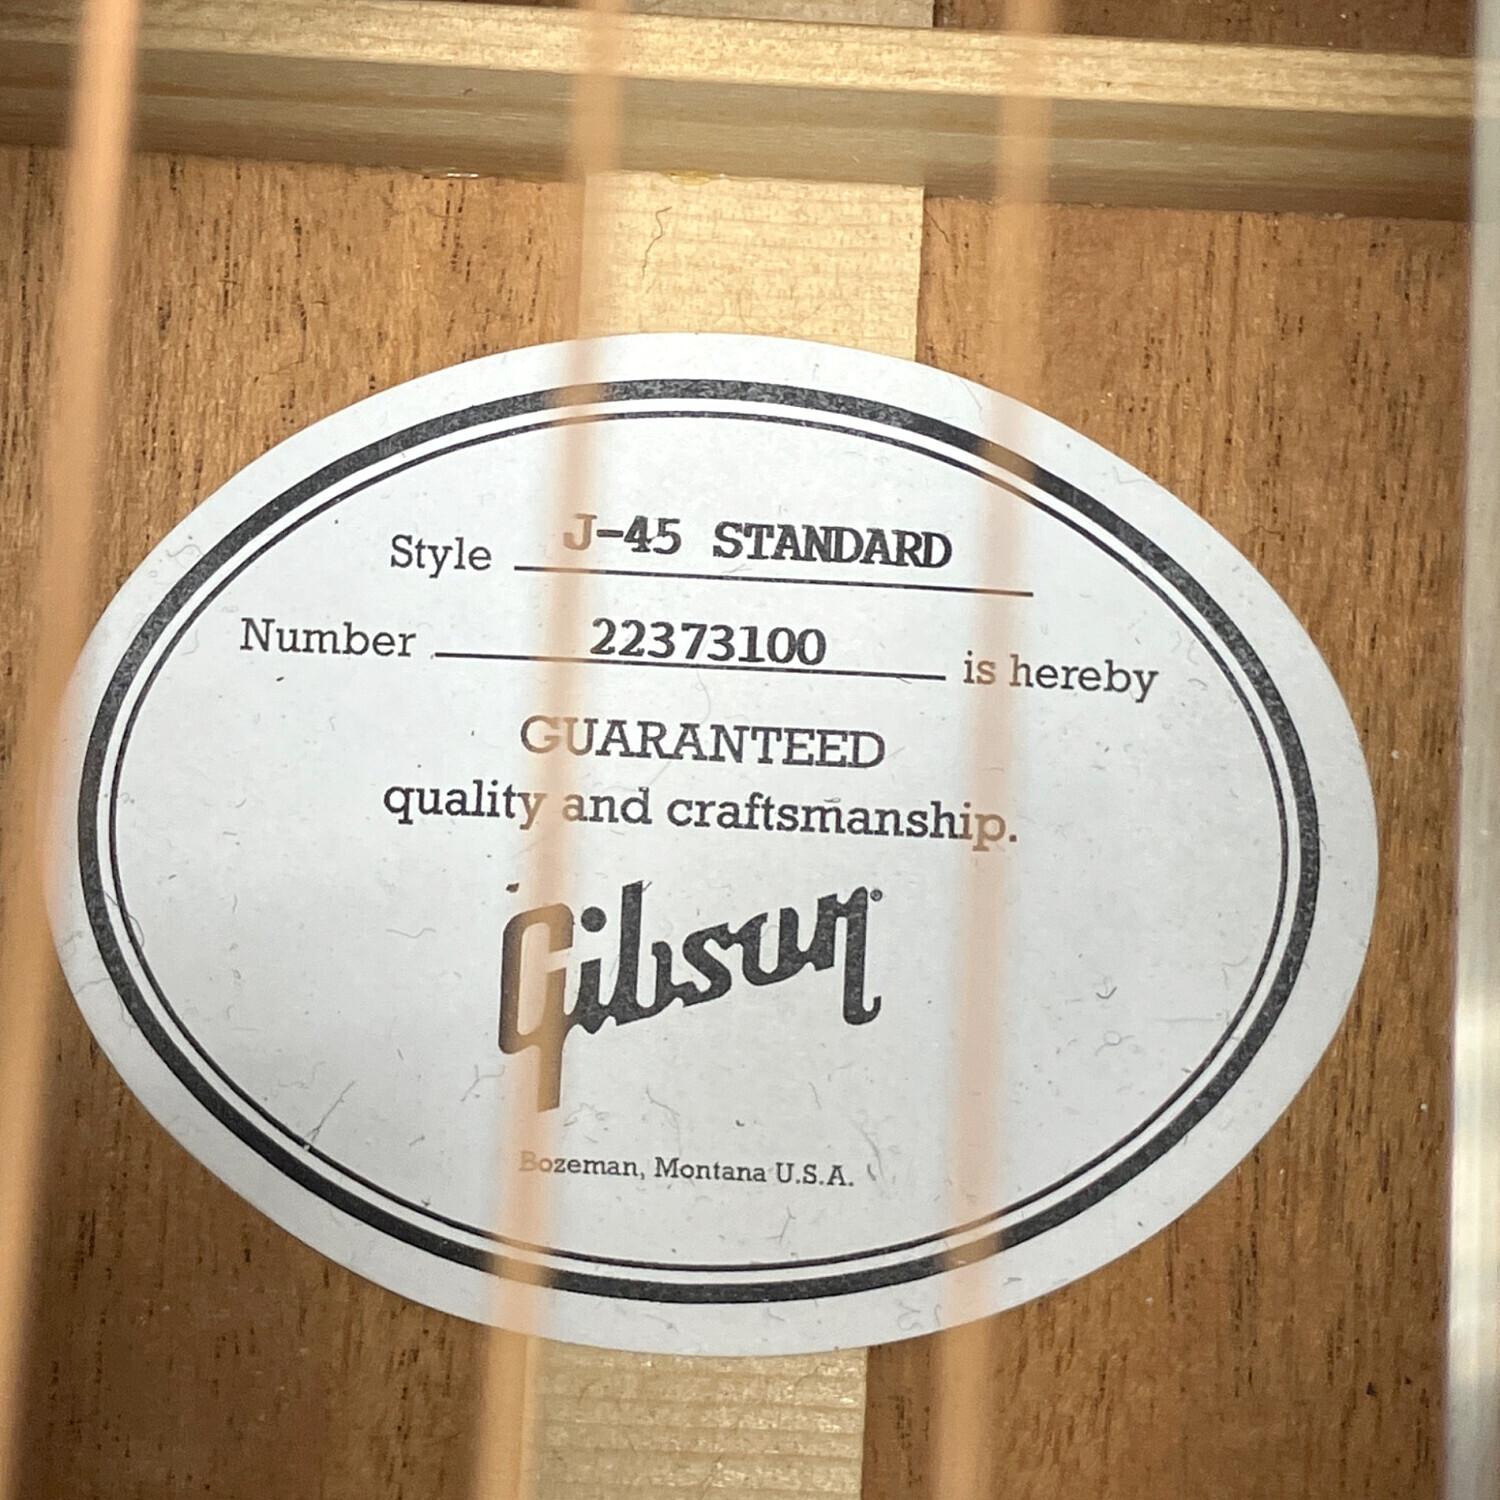 Style J-45 STANDARD
Number 22373100 is hereby
GUARANTEED
quality and craftsmanship.
Gibson®
Bozeman, Montana U.S.A.